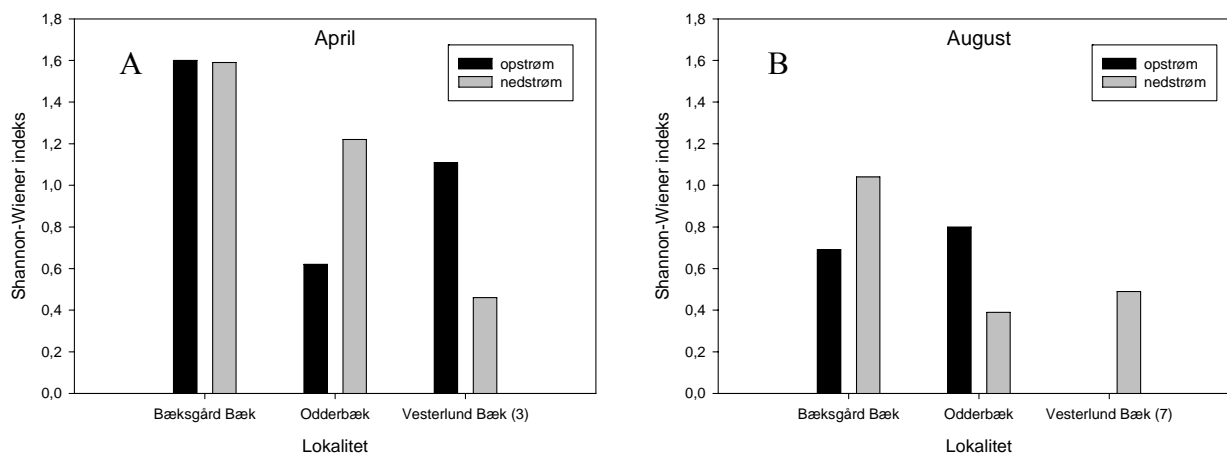 A
April
opstrøm
nedstrøm
Shannon-Wiener indeks
1,8
1,6
1,4
1,2
1,0
0,8
0,6
0,4
0,2
0,0
Bæksgård Bæk
Odderbæk
Vesterlund Bæk (3)
Lokalitet
B
August
opstrøm
nedstrøm
Shannon-Wiener indeks
1,8
1,6
1,4
1,2
1,0
0,8
0,6
0,4
0,2
0,0
Bæksgård Bæk
Odderbæk
Vesterlund Bæk (7)
Lokalitet